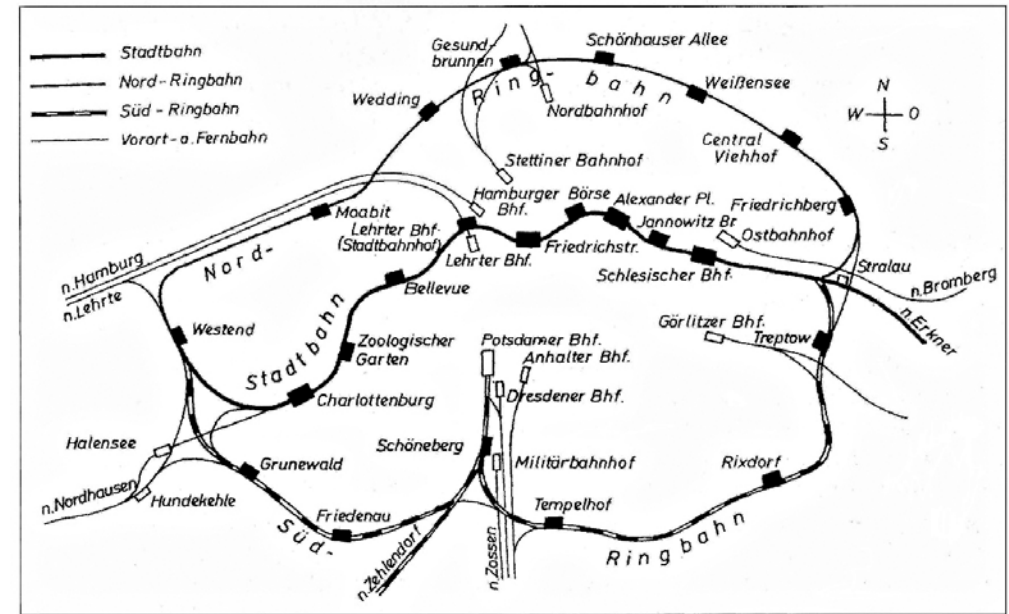 Stadtbahn
Nord-Ringbahn
Süd-Ringbahn
Vorort-o.Fernbahn
Gesund-
brunnen
Schönhauser Allee
Ring-
bahn
Weißensee
Wedding
Nordbahnhof
N
W
O
S
Central
Viehhof
Stettiner Bahnhof
Hamburger
Bhf.
Börse
Alexander Pl.
Friedrichberg
Moabit
Lehrter Bhf.
(Stadtbahnhof)
Jannowitz Br
Ostbahnhof
Nord-
Lehrter Bhf.
Friedrichstr.
Schlesischer Bhf.
Stralau
n.Hamburg
n.Lehrte
n.Bromberg
Bellevue
n.Erkner
Westend
Stadtbahn
Zoologischer
Garten
Potsdamer Bhf.
Anhalter Bhf.
Görlitzer Bhf.
Treptow
Charlottenburg
Dresdener Bhf.
Halensee
Schöneberg
Grunewald
Militärbahnhof
Rixdorf
n.Nordhausen
Hundekehle
Friedenau
Tempelhof
Süd-
n.Zehlendorf
n.Zossen
Ringbahn